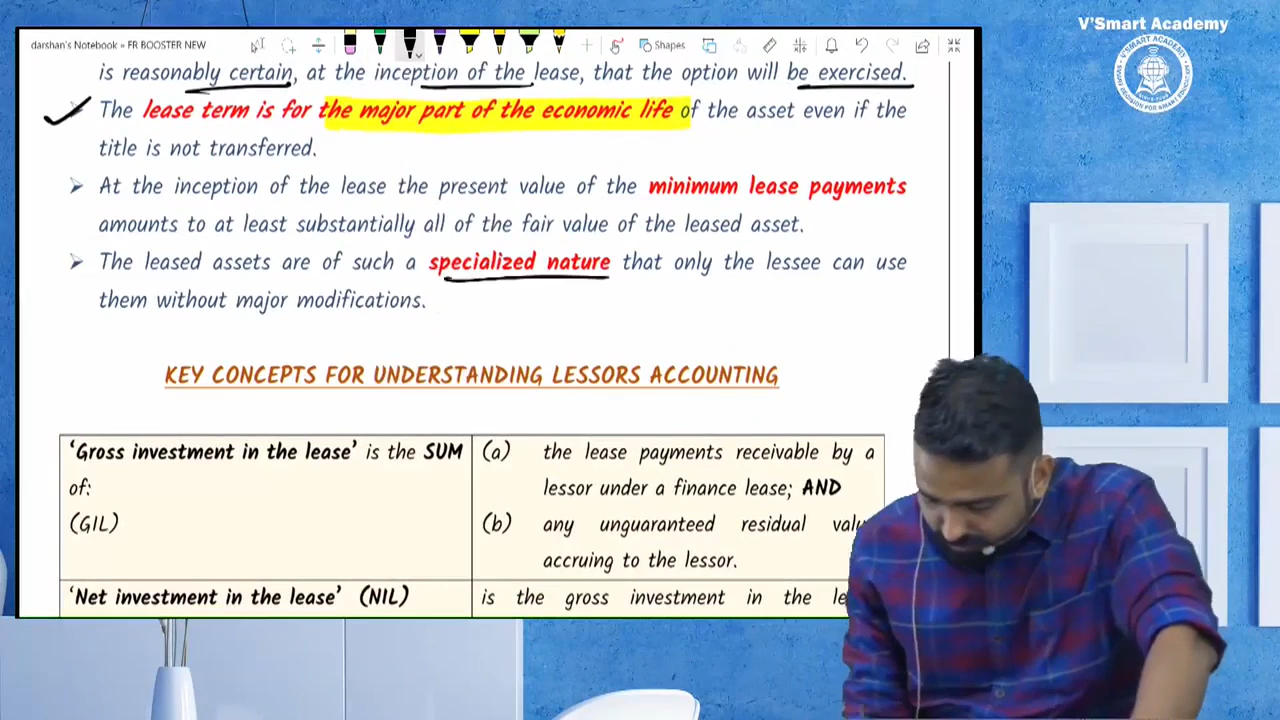 V'Smart Academy
darshan's Notebook » FR BOOSTER NEW
Shapes
is reasonably certain, at the inception of the lease, that the option will be exercised.
The lease term is for the major part of the economic life of the asset even if the
title is not transferred.
At the inception of the lease the present value of the minimum lease payments
amounts to at least substantially all of the fair value of the leased asset.
The leased assets are of such a specialized nature that only the lessee can use
them without major modifications.
KEY CONCEPTS FOR UNDERSTANDING LESSORS ACCOUNTING
'Gross investment in the lease' is the SUM
of:
(GIL)
(a) the lease payments receivable by a
lessor under a finance lease; AND
(b) any unguaranteed residual
accruing to the lessor.
'Net investment in the lease' (NIL)
is the gross investment in the